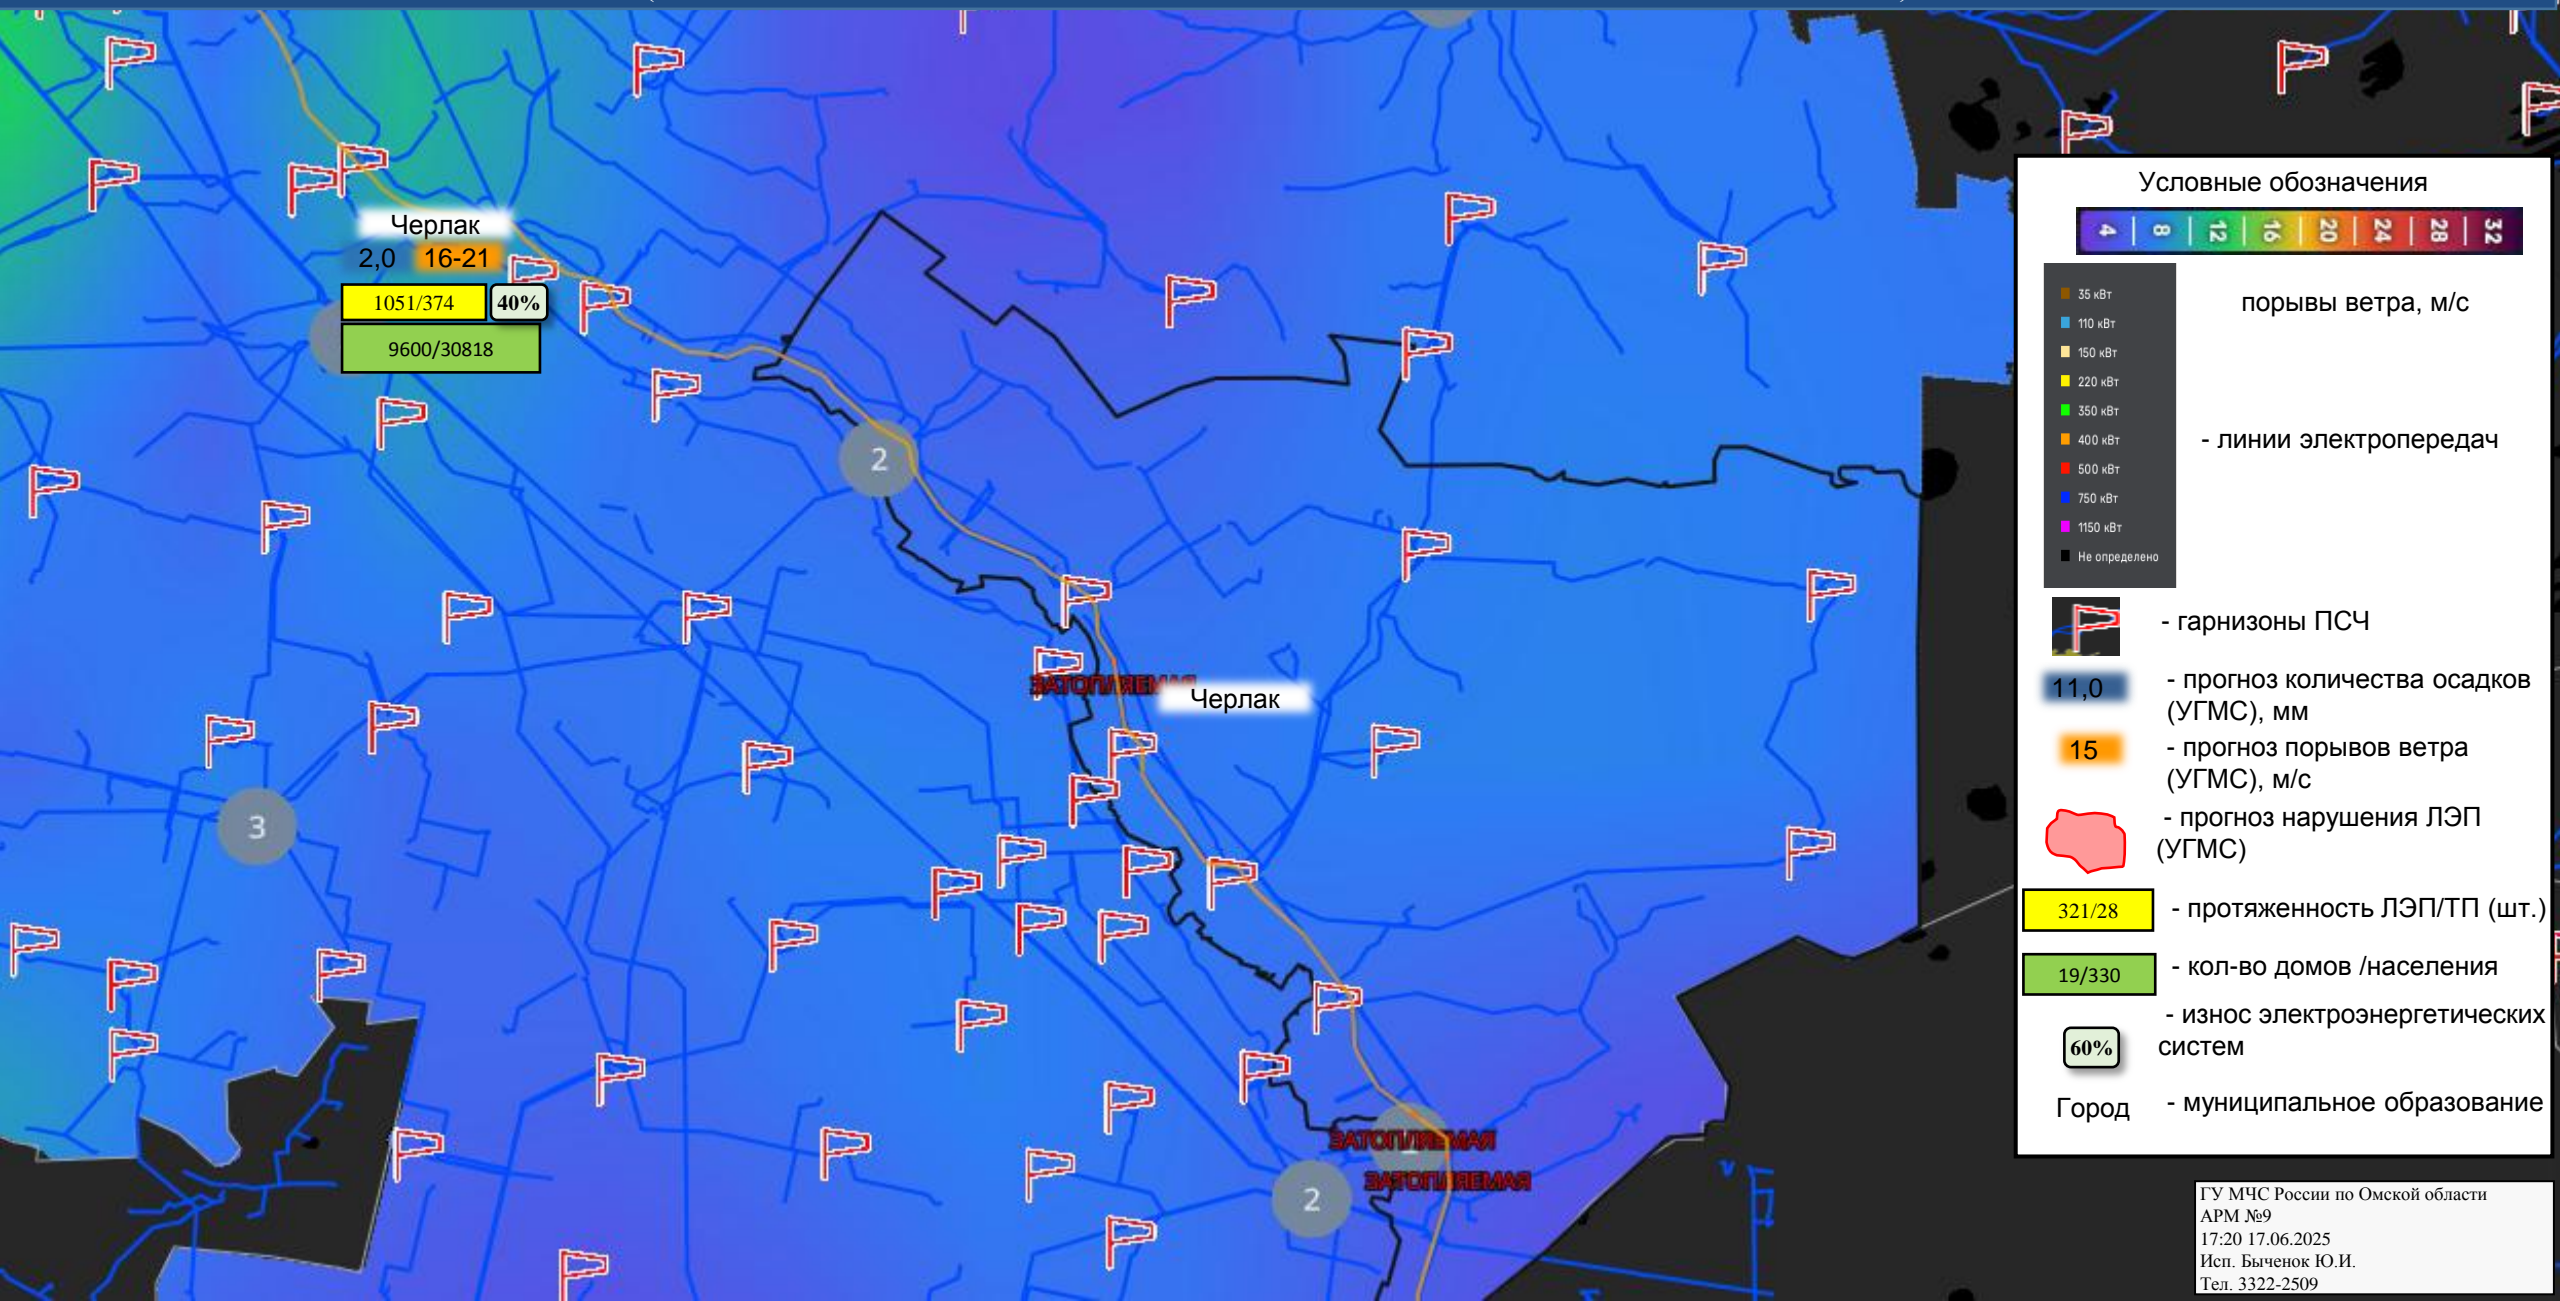 Черлак
2,0 16-21
1051/374 40%
9600/30818
2
ЗАТОПЛЯЕМАЯ
Черлак
3
ЗАТОПЛЯЕМАЯ
ЗАТОПЛЯЕМАЯ
2
Условные обозначения
4 8 12 16 20 24 28 32
порывы ветра, м/с
35 кВт
110 кВт
150 кВт
220 кВт
350 кВт
400 кВт
500 кВт
750 кВт
1150 кВт
Не определено
- линии электропередач
- гарнизоны ПСЧ
11,0 - прогноз количества осадков
(УГМС), мм
15 - прогноз порывов ветра
(УГМС), м/с
- прогноз нарушения ЛЭП
(УГМС)
321/28 - протяженность ЛЭП/ТП (шт.)
19/330 - кол-во домов /населения
- износ электроэнергетических
60% систем
Город - муниципальное образование
ГУ МЧС России по Омской области
АРМ №9
17:20 17.06.2025
Исп. Быченок Ю.И.
Тел. 3322-2509